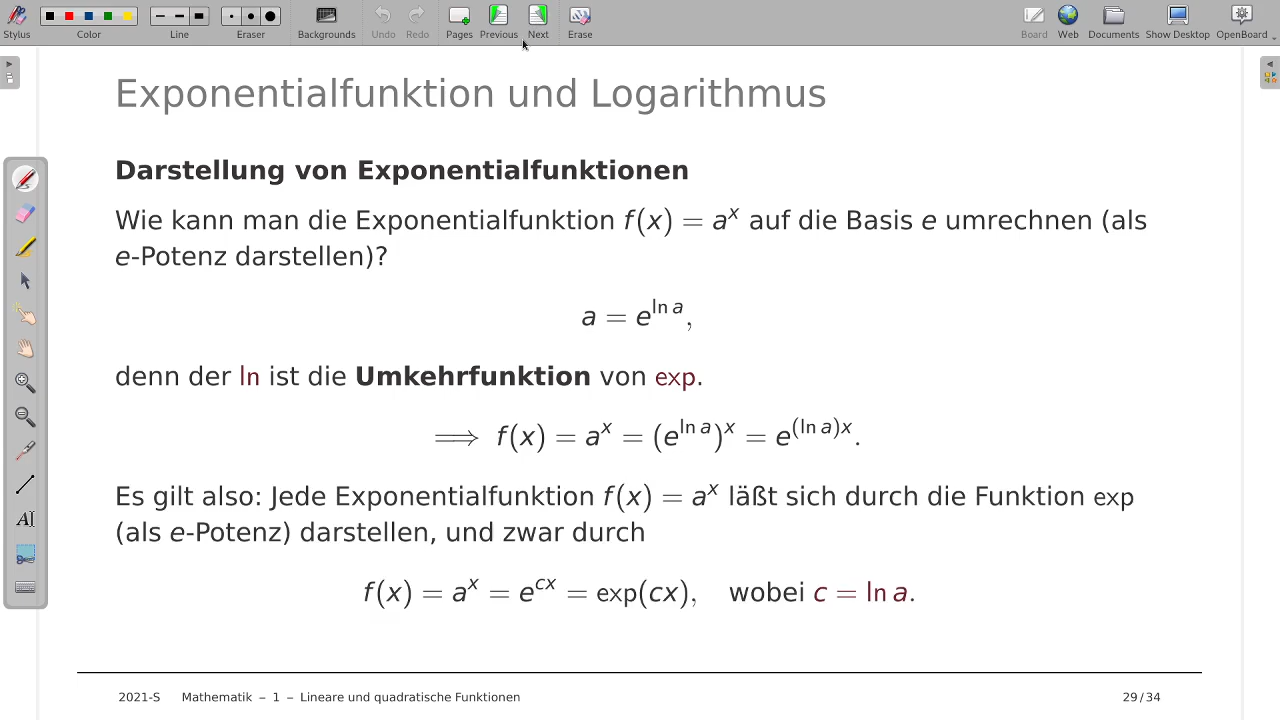 Stylus Color Line Eraser Backgrounds Undo Redo Pages Previous Next Erase Board Web Documents Show Desktop OpenBoard
Exponentialfunktion und Logarithmus
Darstellung von Exponentialfunktionen
Wie kann man die Exponentialfunktion f(x) = a^x auf die Basis e umrechnen (als
e-Potenz darstellen)?
a = e^{ln a},
denn der ln ist die Umkehrfunktion von exp.
⟹ f(x) = a^x = (e^{ln a})^x = e^{(ln a)x}.
Es gilt also: Jede Exponentialfunktion f(x) = a^x läßt sich durch die Funktion exp
(als e-Potenz) darstellen, und zwar durch
f(x) = a^x = e^{cx} = exp(cx), wobei c = ln a.
2021-S Mathematik – 1 – Lineare und quadratische Funktionen 29/34